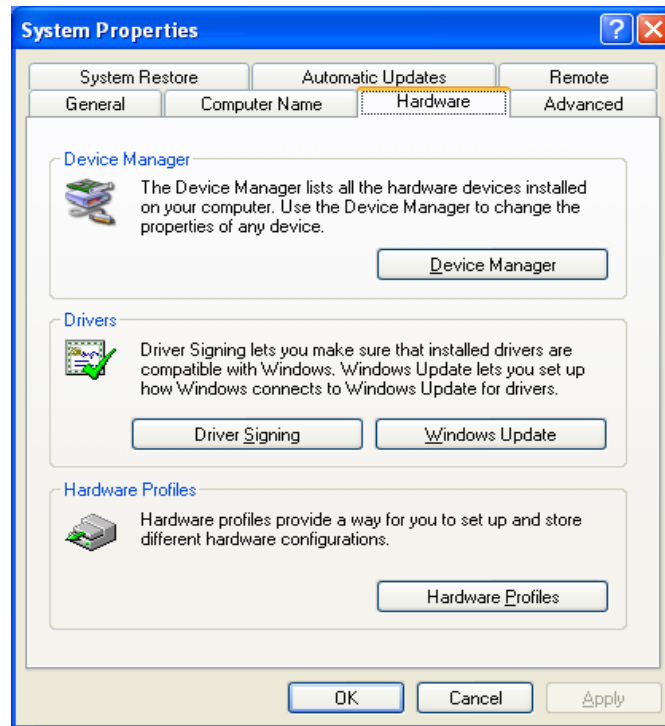 System Properties
System Restore
Automatic Updates
Remote
General
Computer Name
Hardware
Advanced
Device Manager
The Device Manager lists all the hardware devices installed
on your computer. Use the Device Manager to change the
properties of any device.
Device Manager
Drivers
Driver Signing lets you make sure that installed drivers are
compatible with Windows. Windows Update lets you set up
how Windows connects to Windows Update for drivers.
Driver Signing
Windows Update
Hardware Profiles
Hardware profiles provide a way for you to set up and store
different hardware configurations.
Hardware Profiles
OK
Cancel
Apply